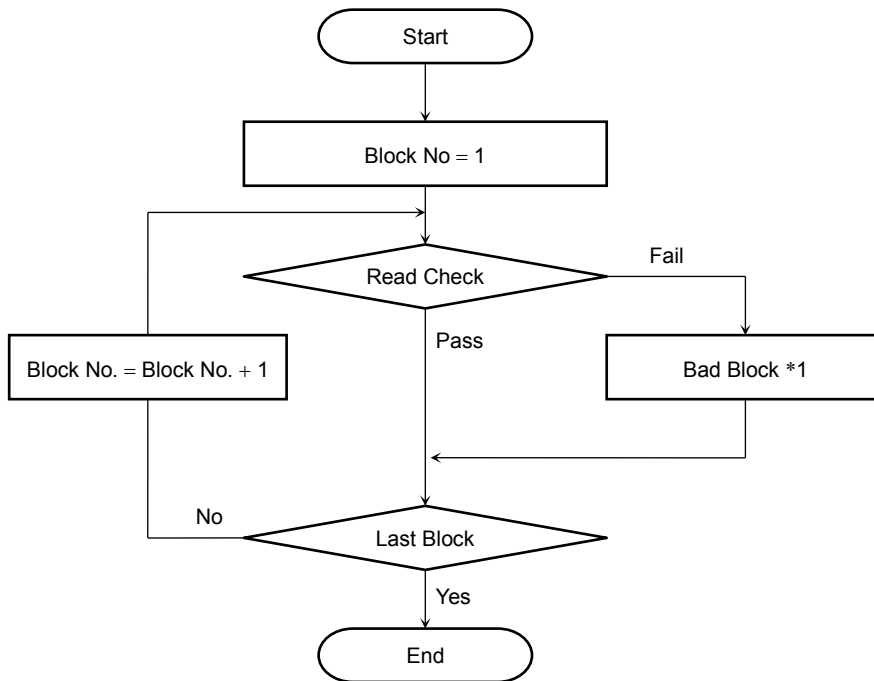 Start
Block No = 1
Read Check
Fail
Pass
Block No. = Block No. + 1
Bad Block *1
No
Last Block
Yes
End